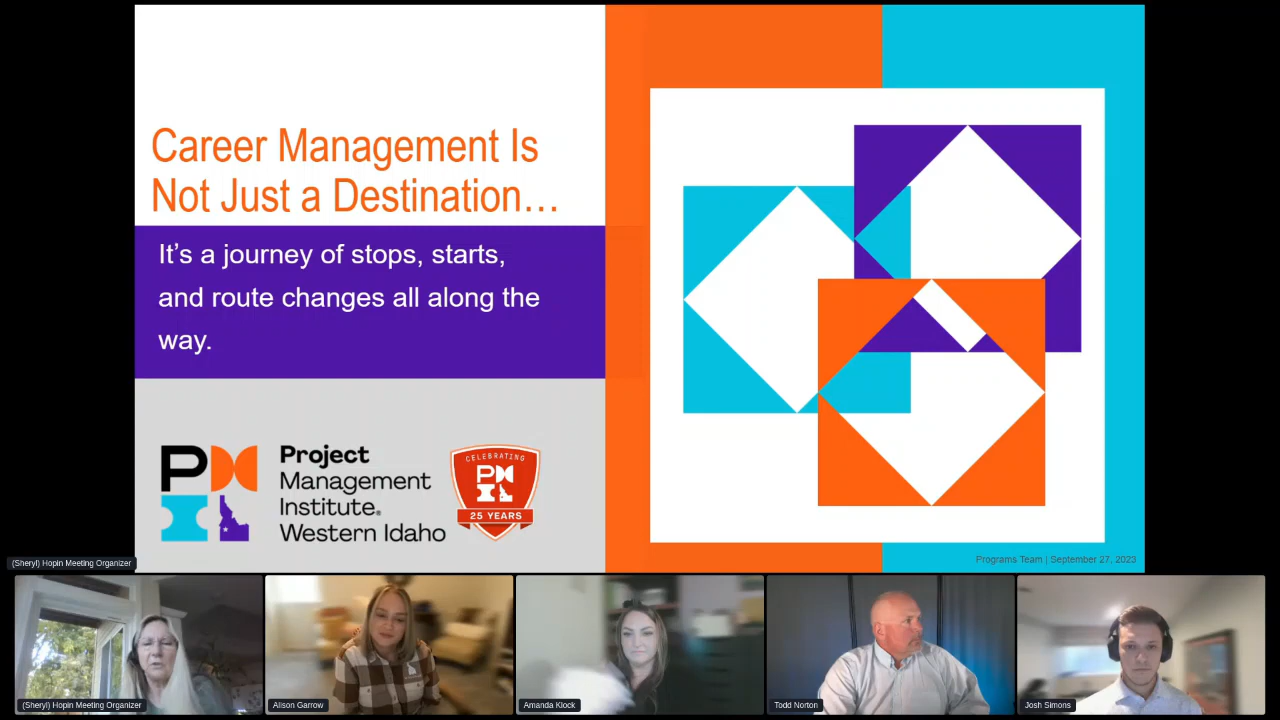 Career Management Is
Not Just a Destination…
It’s a journey of stops, starts,
and route changes all along the
way.
Project
Management
Institute®
Western Idaho
CELEBRATING
PM
25 YEARS
Programs Team | September 27, 2023
(Sheryl) Hopin Meeting Organizer
(Sheryl) Hopin Meeting Organizer
Alison Garrow
Amanda Klock
Todd Norton
Josh Simons